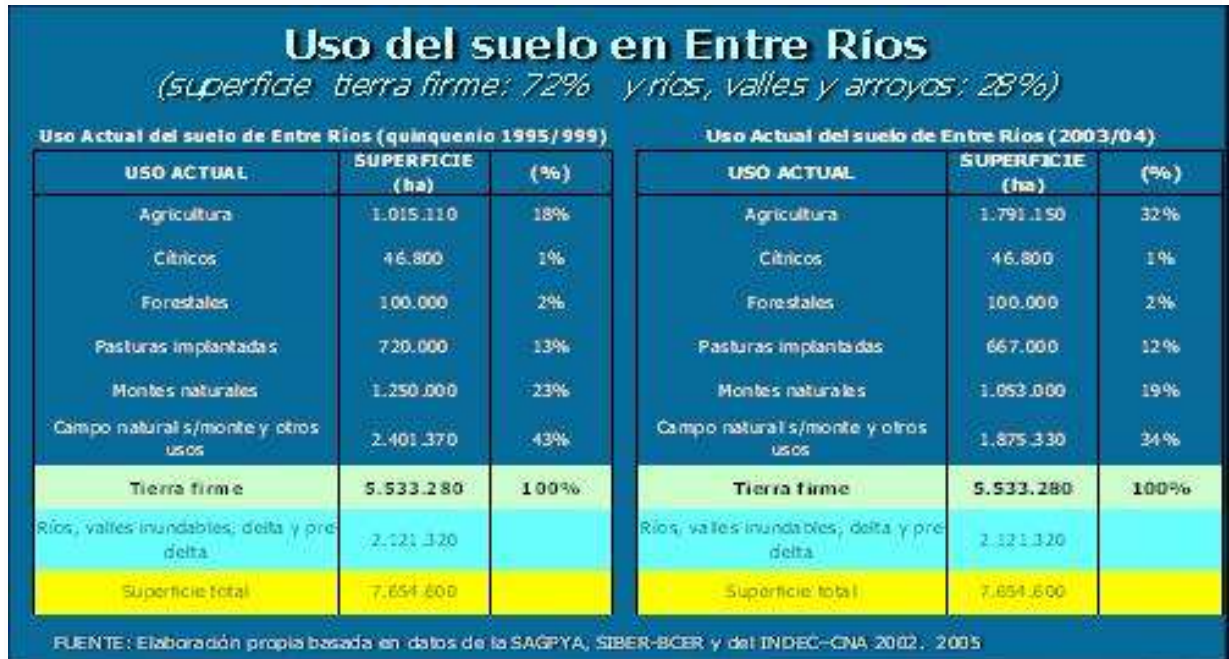 Uso del suelo en Entre Ríos
(superficie tierra firme: 72% y ríos, valles y arroyos: 28%)
Uso Actual del suelo de Entre Ríos (quinquenio 1995/999)
USO ACTUAL SUPERFICIE (ha) (%)
Agricultura 1.015.110 18%
Cítricos 46.800 1%
Forestales 100.000 2%
Pasturas implantadas 720.000 13%
Montes naturales 1.250.000 23%
Campo natural s/monte y otros usos 2.401.370 43%
Tierra firme 5.533.280 100%
Ríos, valles inundables, delta y pre-delta 2.121.320
Superficie total 7.654.600
Uso Actual del suelo de Entre Ríos (2003/04)
USO ACTUAL SUPERFICIE (ha) (%)
Agricultura 1.791.150 32%
Cítricos 46.800 1%
Forestales 100.000 2%
Pasturas implantadas 667.000 12%
Montes naturales 1.053.000 19%
Campo natural s/monte y otros usos 1.875.330 34%
Tierra firme 5.533.280 100%
Ríos, valles inundables, delta y pre-delta 2.121.320
Superficie total 7.654.600
FUENTE: Elaboración propia basada en datos de la SAGPYA, SIBER-BCER y del INDEC-CNA 2002. 2005